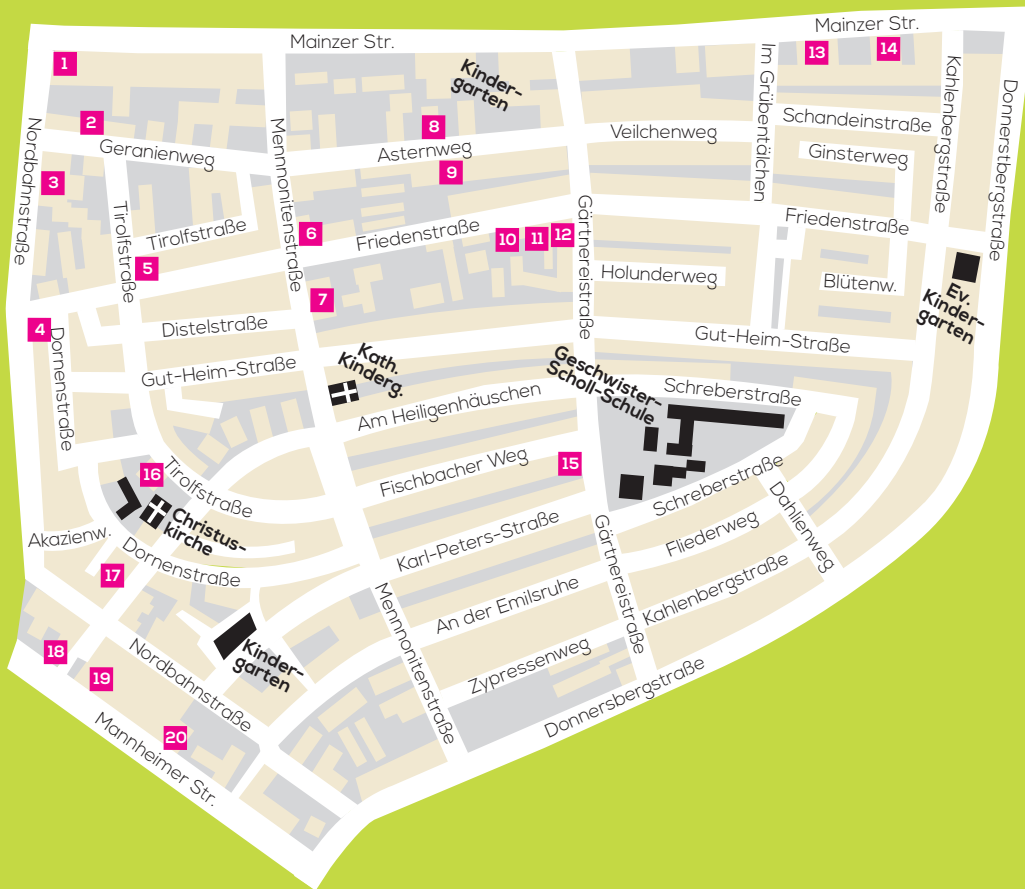 Mainzer Str.
Mainzer Str.
13
14
1
Kinder-
garten
Im Grübentälchen
Kahlenbergstraße
Donnerstbergstraße
2
8
Schandeinstraße
Nordbahnstraße
Geranienweg
Mennnonitenstraße
Asternweg
Veilchenweg
Ginsterweg
3
9
Tirolfstraße
Tirolfstraße
6
Friedenstraße
10
11
12
Gärtnereistraße
Friedenstraße
5
7
Holunderweg
Blütenw.
Ev.
Kinder-
garten
4
Dornenstraße
Distelstraße
Gut-Heim-Straße
Gut-Heim-Straße
Kath.
Kinderg.
Geschwister-
Scholl-Schule
Am Heiligenhäuschen
Schreberstraße
16
Tirolfstraße
Fischbacher Weg
15
Schreberstraße
Dahlienweg
Akazienw.
Christus-
kirche
Dornenstraße
Karl-Peters-Straße
Gärtnereistraße
Fliederweg
17
Mennnonitenstraße
An der Emilsruhe
Kahlenbergstraße
18
Nordbahnstraße
Kinder-
garten
Zypressenweg
19
Donnersbergstraße
20
Mannheimer Str.